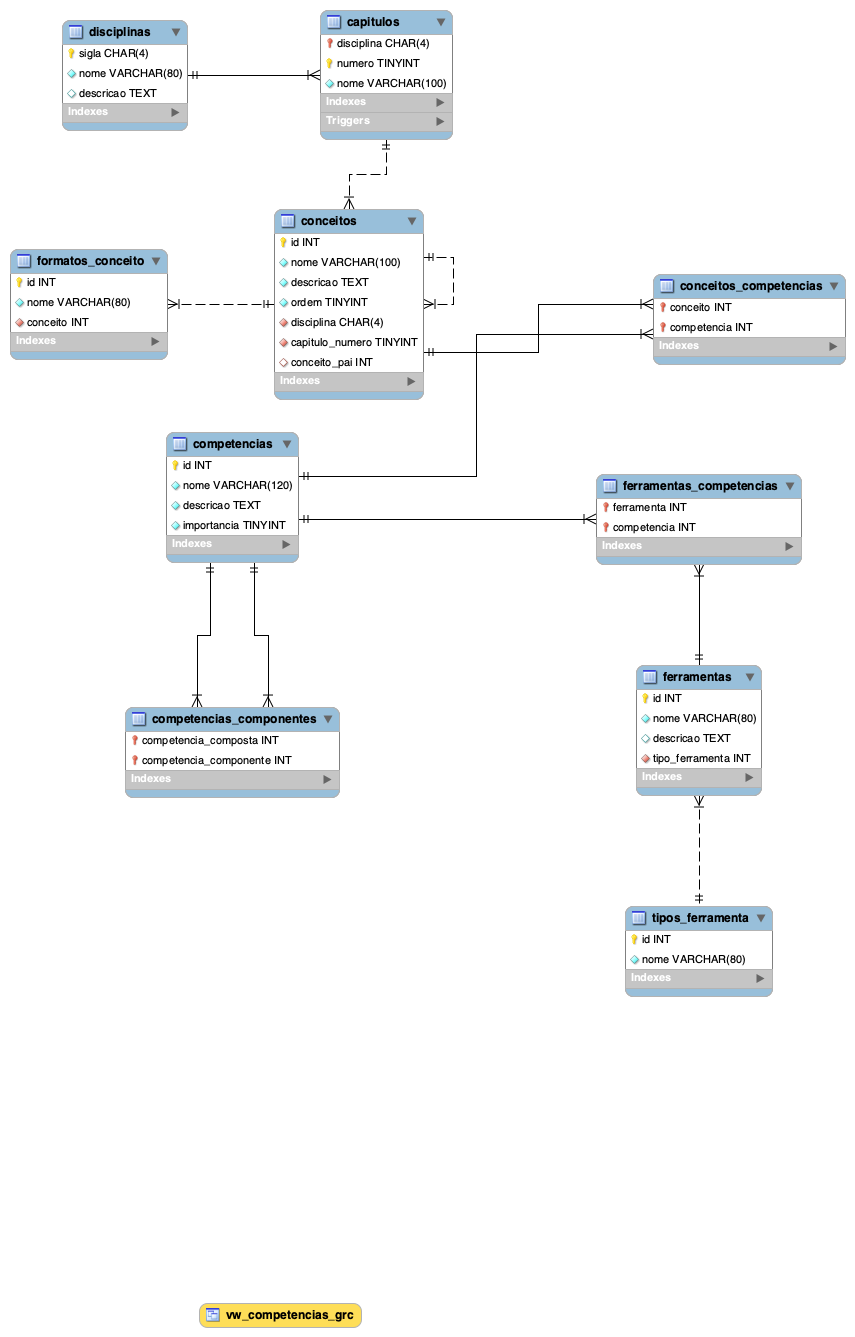 disciplinas
sigla CHAR(4)
nome VARCHAR(80)
descricao TEXT
Indexes
capitulos
disciplina CHAR(4)
numero TINYINT
nome VARCHAR(100)
Indexes
Triggers
conceitos
id INT
nome VARCHAR(100)
descricao TEXT
ordem TINYINT
disciplina CHAR(4)
capitulo_numero TINYINT
conceito_pai INT
Indexes
formatos_conceito
id INT
nome VARCHAR(80)
conceito INT
Indexes
conceitos_competencias
conceito INT
competencia INT
Indexes
competencias
id INT
nome VARCHAR(120)
descricao TEXT
importancia TINYINT
Indexes
ferramentas_competencias
ferramenta INT
competencia INT
Indexes
competencias_componentes
competencia_composta INT
competencia_componente INT
Indexes
ferramentas
id INT
nome VARCHAR(80)
descricao TEXT
tipo_ferramenta INT
Indexes
tipos_ferramenta
id INT
nome VARCHAR(80)
Indexes
vw_competencias_grc